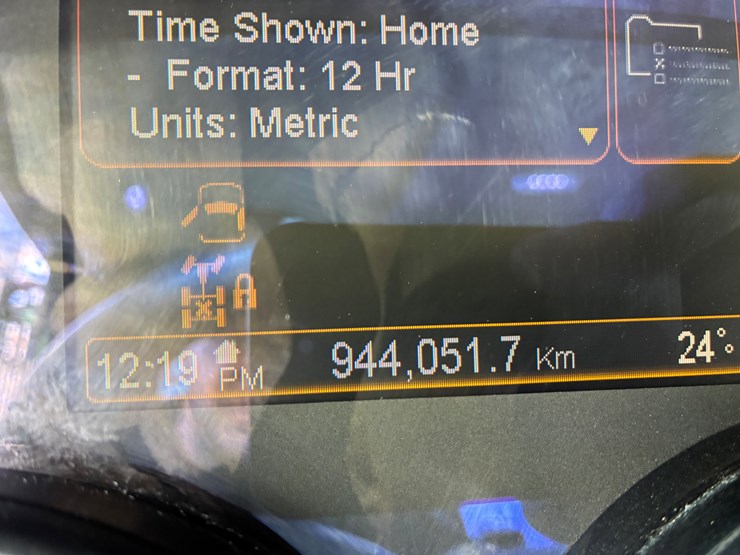 Time Shown: Home
- Format: 12 Hr
Units: Metric
12:19 PM 944,051.7 Km 24°